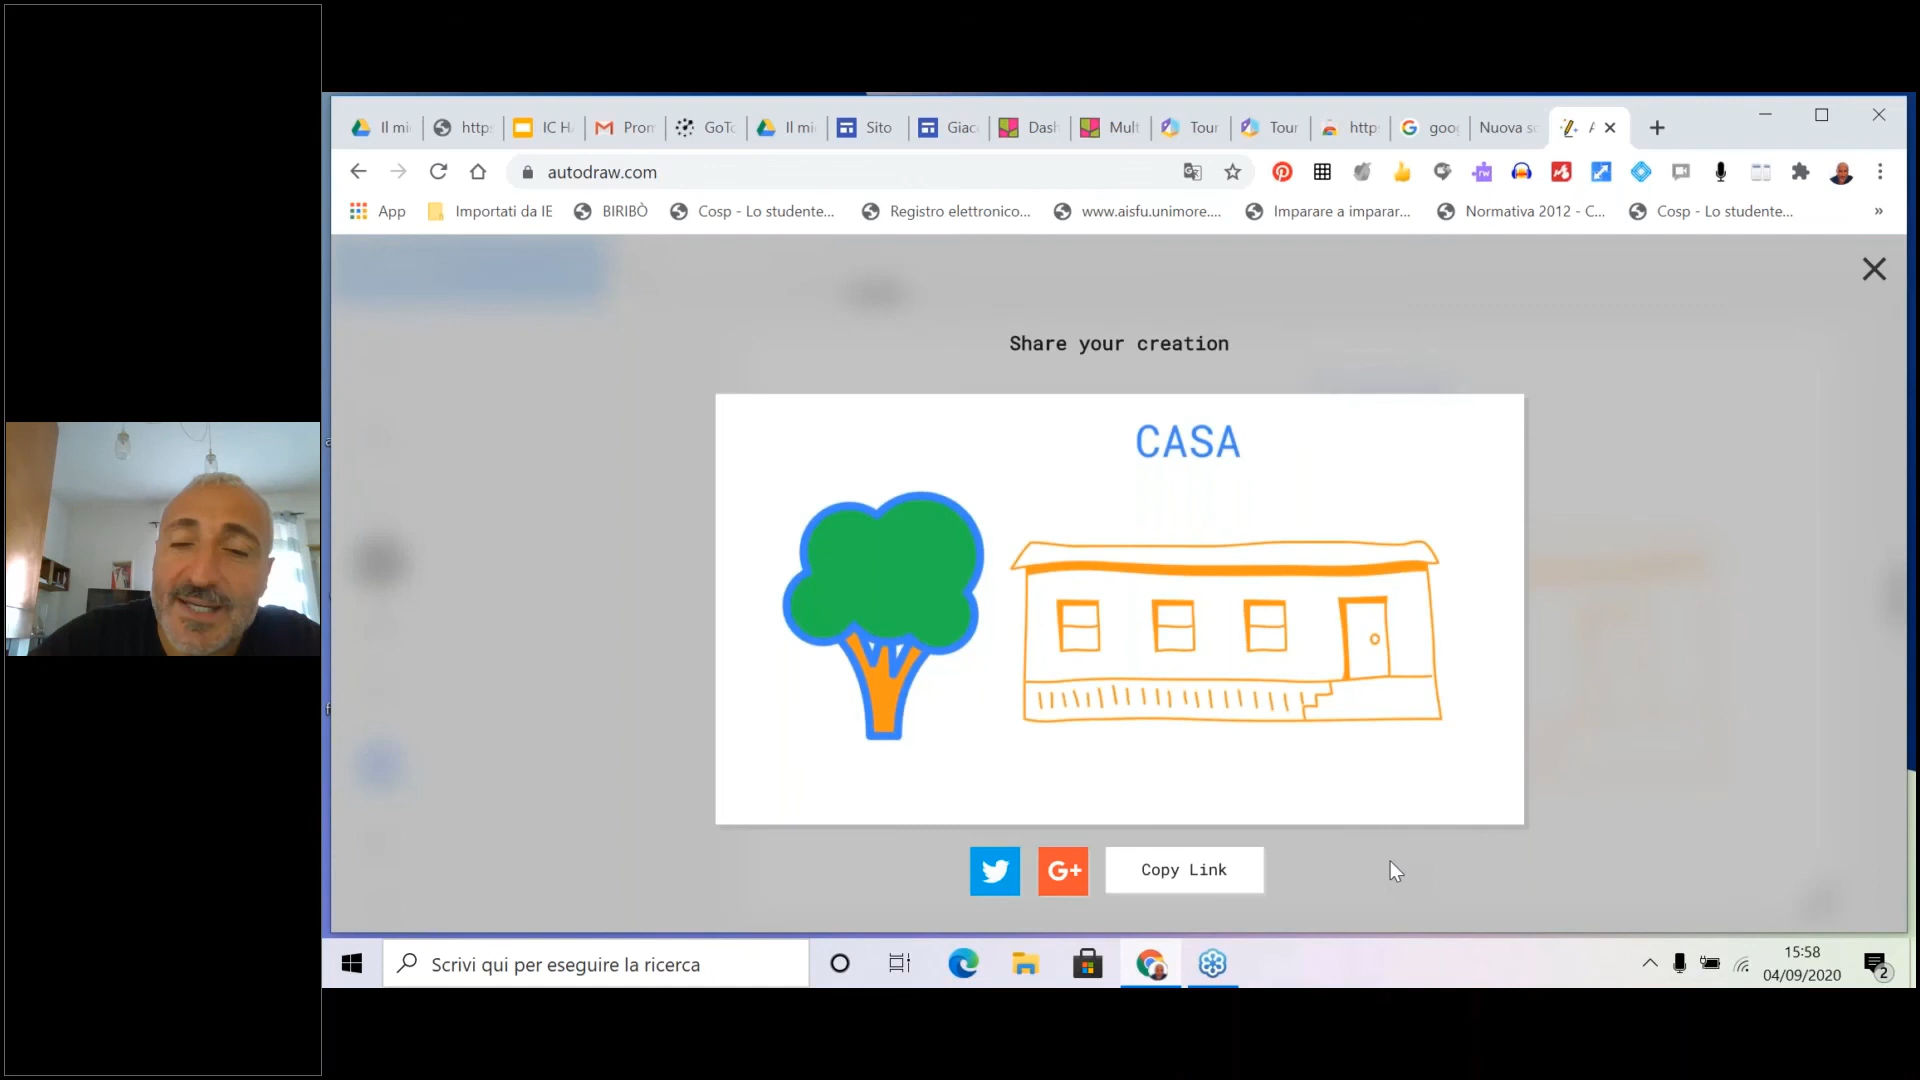 Il mi
http
IC H
Pron
GoTo
Il mi
Sito
Giac
Dash
Mult
Tour
Tour
http
goo
Nuova s
autodraw.com
App
Importati da IE
BIRIBÒ
Cosp - Lo studente...
Registro elettronico...
www.aisfu.unimore....
Imparare a imparar...
Normativa 2012 - C...
Cosp - Lo studente...
»
Share your creation
CASA
G+
Copy Link
Scrivi qui per eseguire la ricerca
15:58
04/09/2020
2